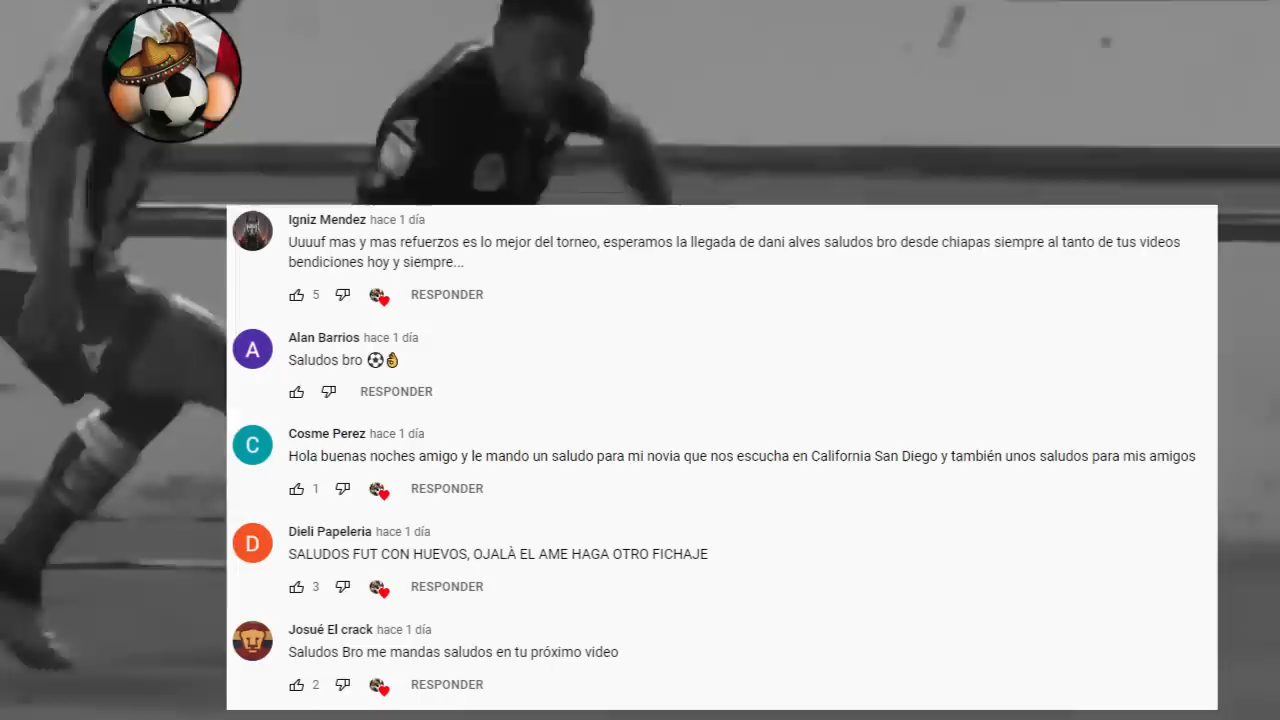 Igniz Mendez hace 1 día
Uuuuf mas y mas refuerzos es lo mejor del torneo, esperamos la llegada de dani alves saludos bro desde chiapas siempre al tanto de tus videos
bendiciones hoy y siempre...
5 RESPONDER
A
Alan Barrios hace 1 día
Saludos bro ⚽👌
RESPONDER
C
Cosme Perez hace 1 día
Hola buenas noches amigo y le mando un saludo para mi novia que nos escucha en California San Diego y también unos saludos para mis amigos
1 RESPONDER
D
Dieli Papeleria hace 1 día
SALUDOS FUT CON HUEVOS, OJALÀ EL AME HAGA OTRO FICHAJE
3 RESPONDER
Josué El crack hace 1 día
Saludos Bro me mandas saludos en tu próximo video
2 RESPONDER